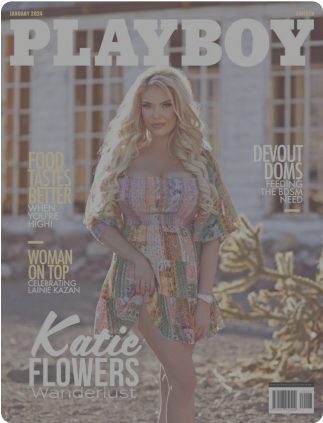 JANUARY 2024
PLAYBOY
FOOD
TASTES
BETTER
WHEN
YOU'RE
HIGH!
DEVOUT
DOMS
FEEDING
THE BDSM
NEED
WOMAN
ON TOP
CELEBRATING
LAINIE KAZAN
Katie
FLOWERS
Wanderlust